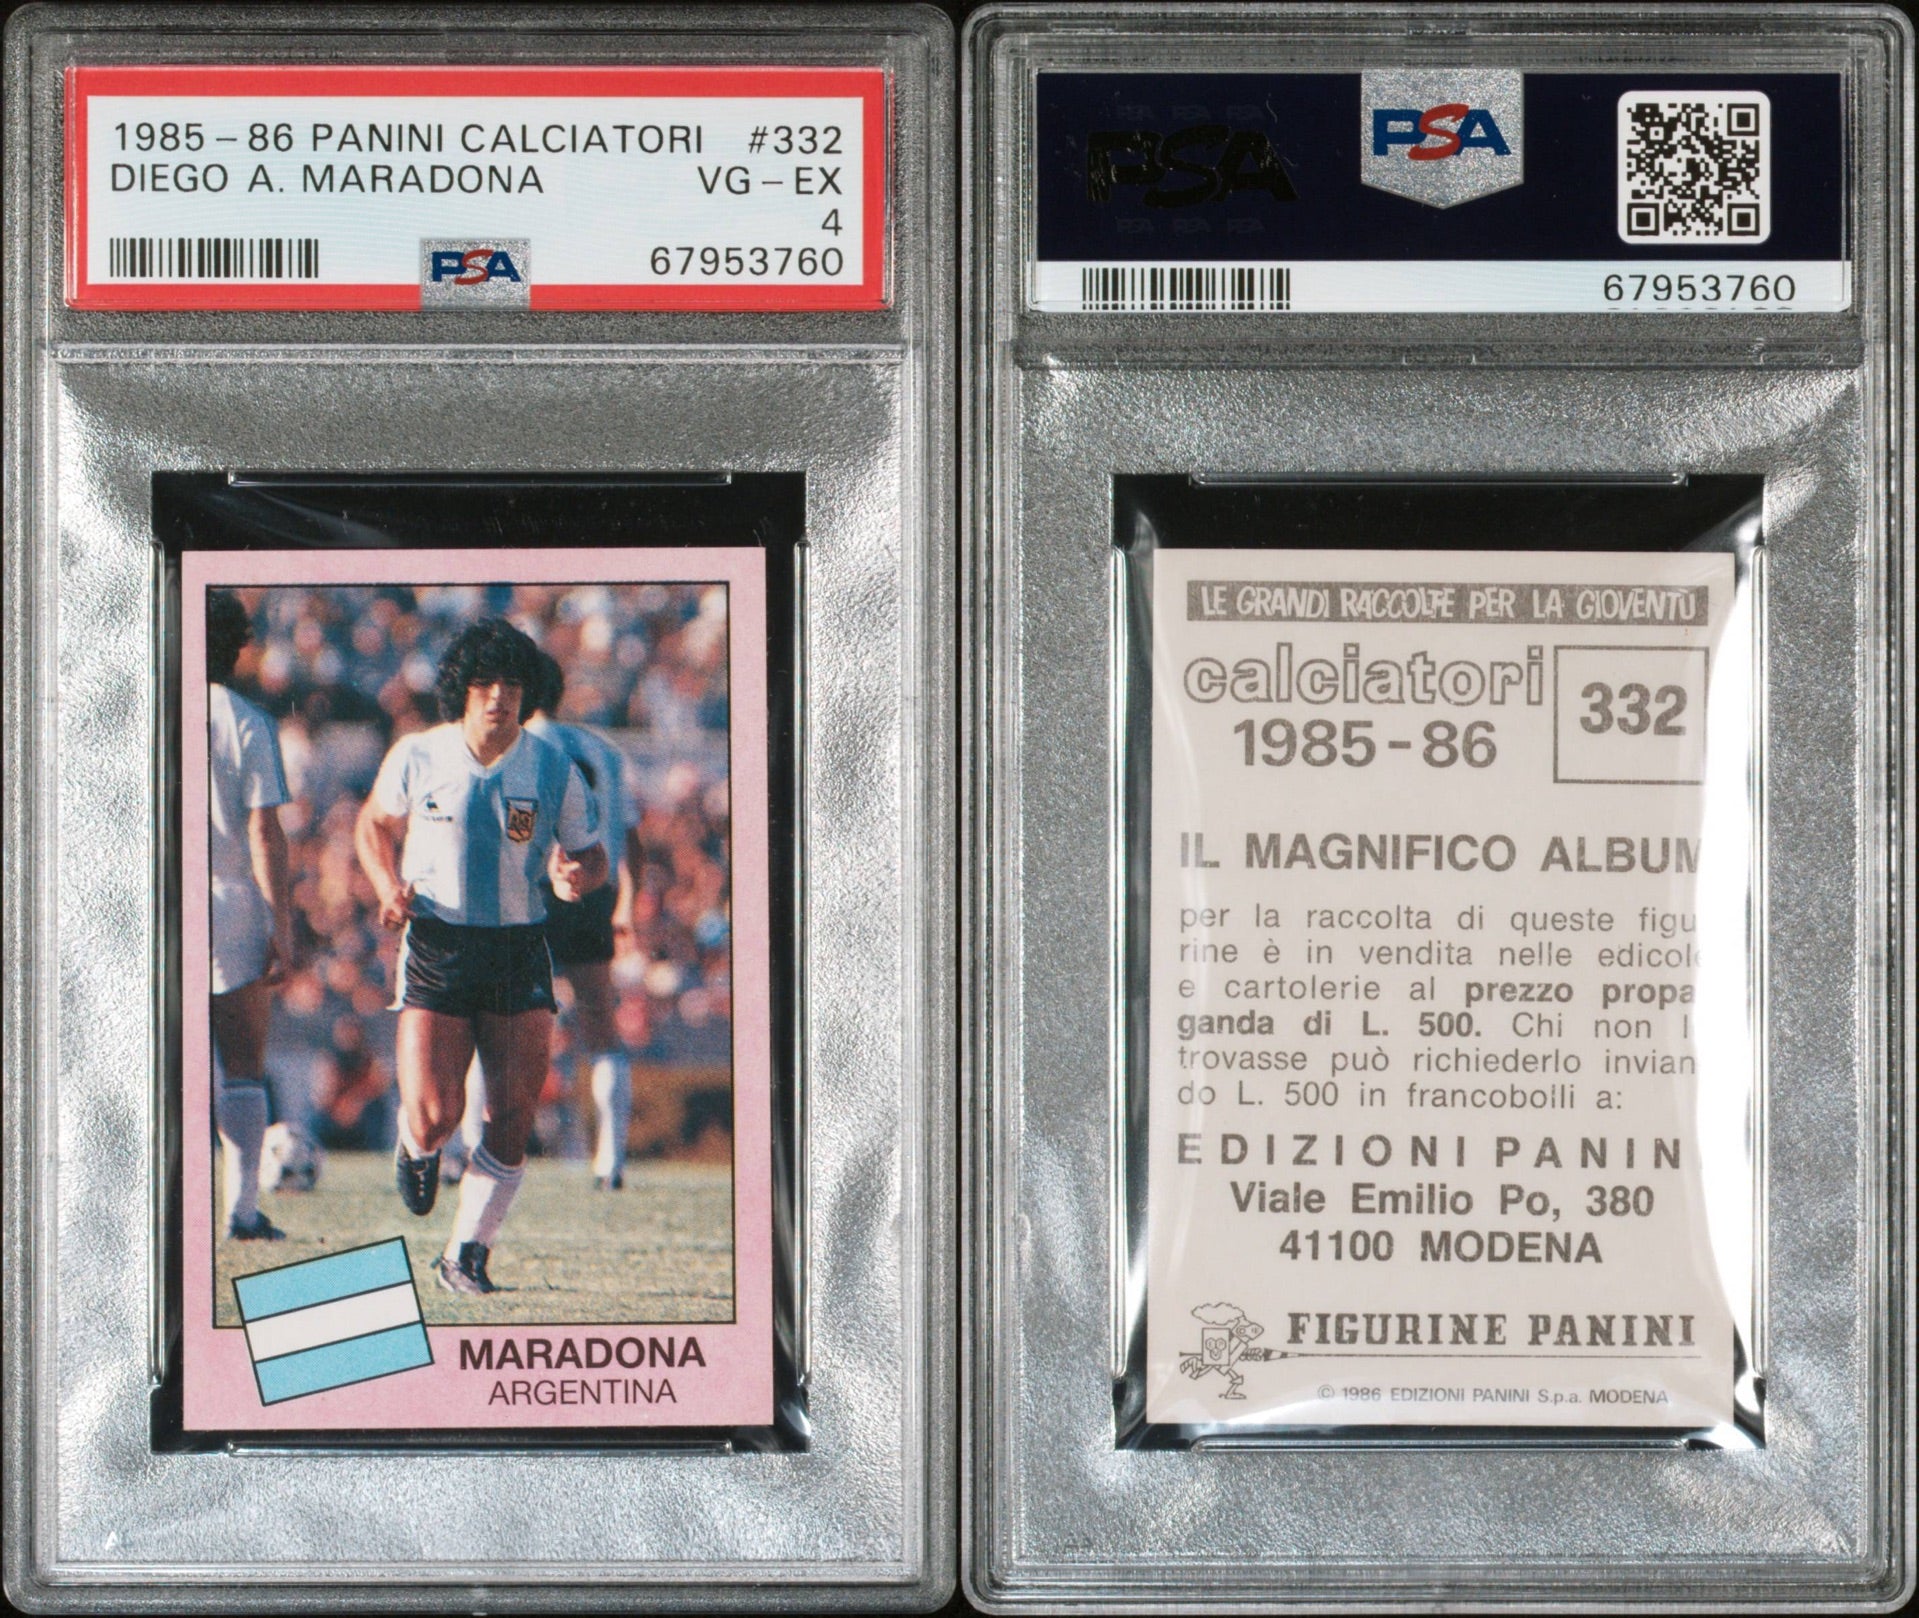 1985-86 PANINI CALCIATORI #332
DIEGO A. MARADONA VG-EX
4
PSA 67953760
MARADONA
ARGENTINA
PSA PSA
67953760
LE GRANDI RACCOLTE PER LA GIOVENTÙ
calciatori
1985-86
332
IL MAGNIFICO ALBUM
per la raccolta di queste figu
rine è in vendita nelle edicole
e cartolerie al prezzo propa
ganda di L. 500. Chi non l
trovasse può richiederlo invian
do L. 500 in francobolli a:
EDIZIONI PANIN
Viale Emilio Po, 380
41100 MODENA
FIGURINE PANINI
© 1986 EDIZIONI PANINI S.p.a. MODENA